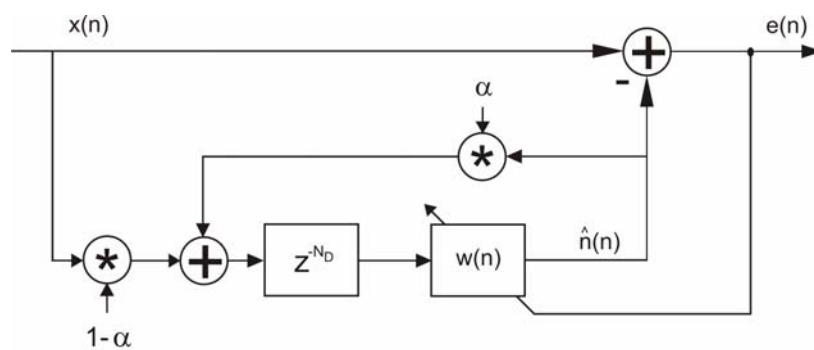 x(n)
e(n)
+
-
α
*
*
+
z^-N_D
w(n)
n̂(n)
1-α